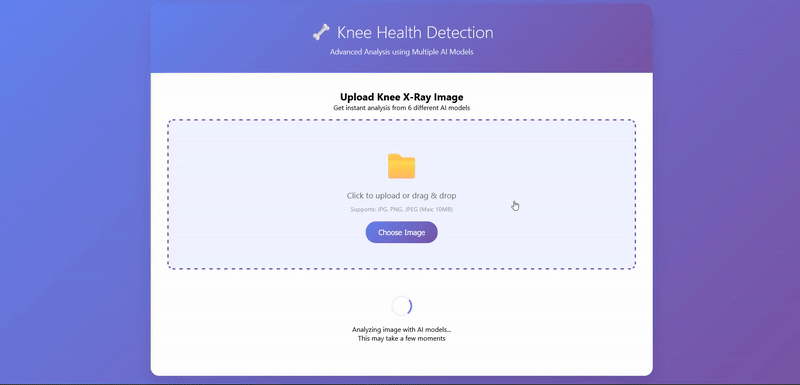 Knee Health Detection
Advanced Analysis using Multiple AI Models
Upload Knee X-Ray Image
Get instant analysis from 6 different AI models
Click to upload or drag & drop
Supports: JPG, PNG, JPEG (Max: 10MB)
Choose Image
Analyzing image with AI models...
This may take a few moments